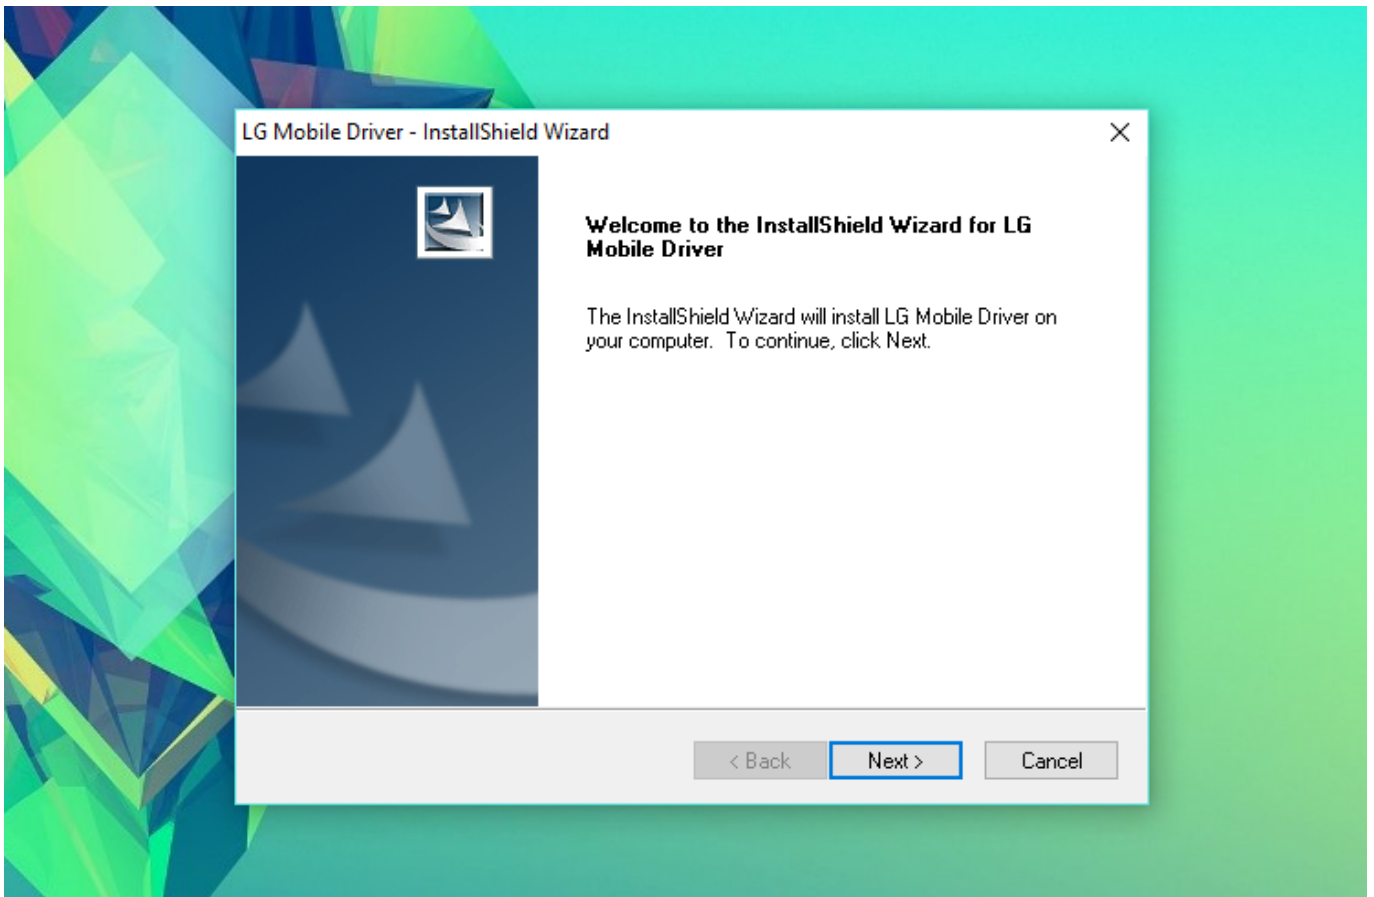 LG Mobile Driver - InstallShield Wizard
Welcome to the InstallShield Wizard for LG
Mobile Driver
The InstallShield Wizard will install LG Mobile Driver on
your computer.  To continue, click Next.
< Back
Next >
Cancel